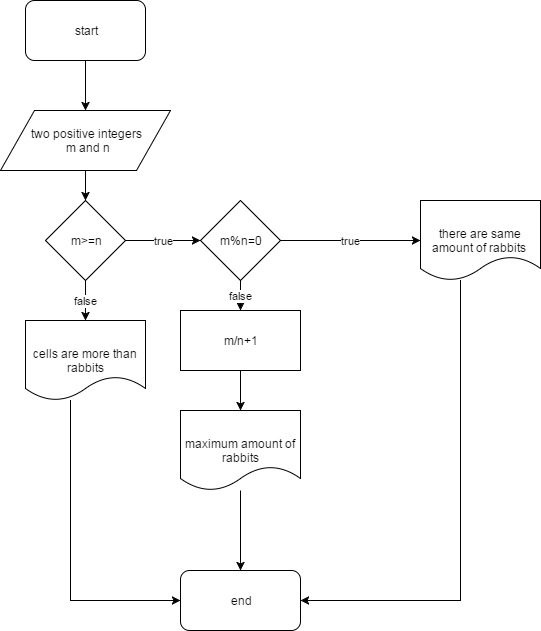 start
two positive integers
m and n
m>=n
true
m%n=0
true
there are same
amount of rabbits
false
false
cells are more than
rabbits
m/n+1
maximum amount of
rabbits
end